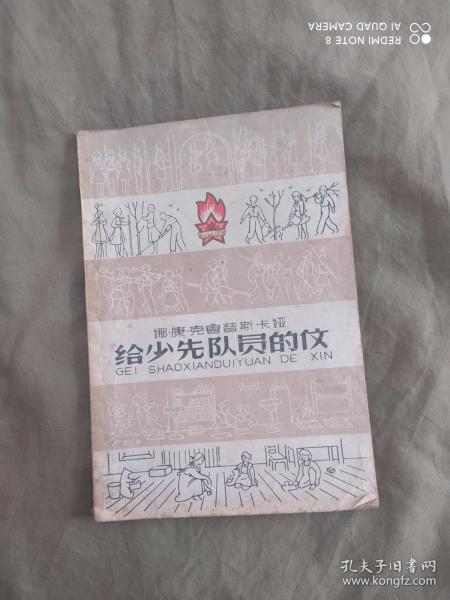 REDMI NOTE 8
AI QUAD CAMERA
娜·康·克鲁普斯卡娅
给少先队员的伩
GEI SHAOXIANDUIYUAN DE XIN
孔夫子旧书网
www.kongfz.com